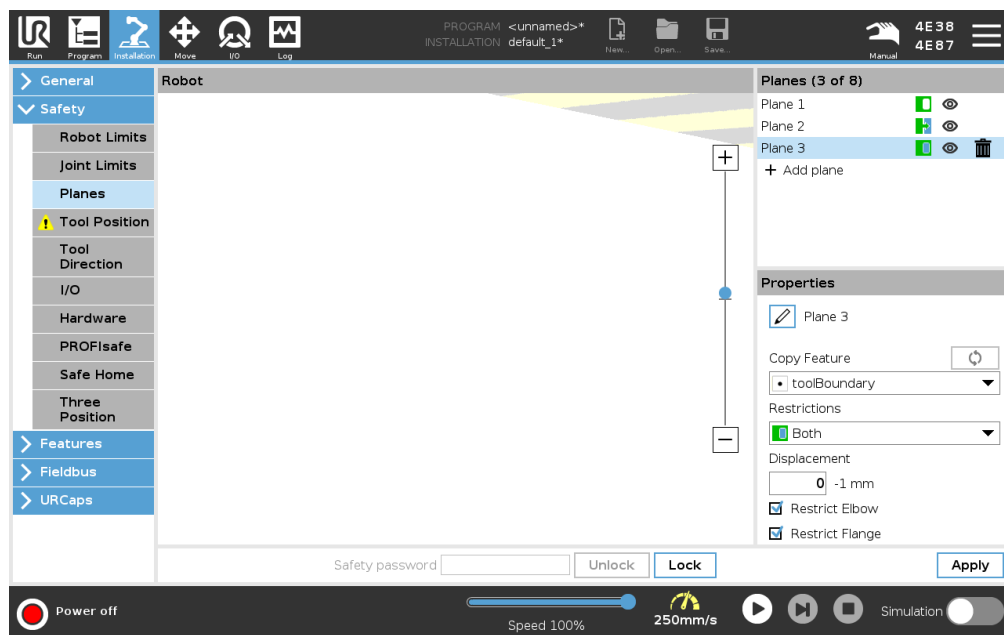 UR
PROGRAM <unnamed>*
INSTALLATION default_1*
Run Program Installation Move I/O Log New... Open... Save... Manual
4E38
4E87
General
Safety
Robot Limits
Joint Limits
Planes
Tool Position
Tool
Direction
I/O
Hardware
PROFIsafe
Safe Home
Three
Position
Features
Fieldbus
URCaps
Robot
Planes (3 of 8)
Plane 1
Plane 2
Plane 3
+ Add plane
Properties
Plane 3
Copy Feature
toolBoundary
Restrictions
Both
Displacement
0 -1 mm
Restrict Elbow
Restrict Flange
Safety password Unlock Lock Apply
Power off
Speed 100%
250mm/s
Simulation